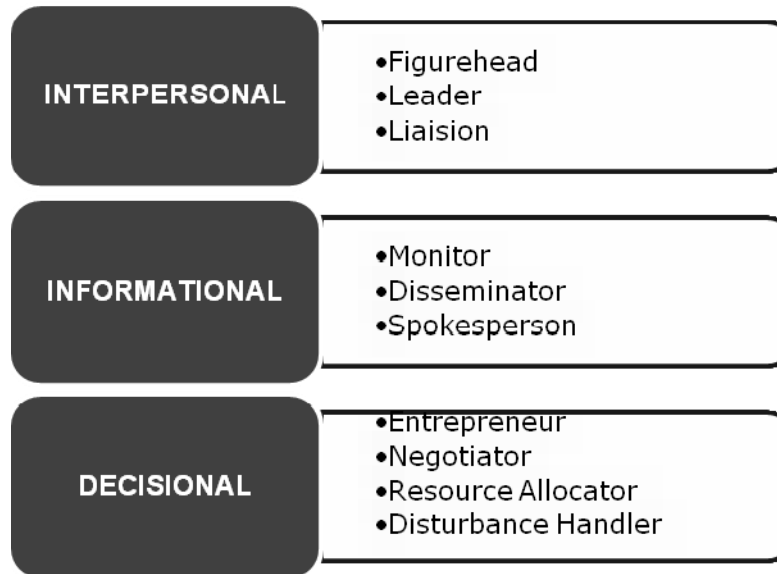 INTERPERSONAL
•Figurehead
•Leader
•Liaision
INFORMATIONAL
•Monitor
•Disseminator
•Spokesperson
DECISIONAL
•Entrepreneur
•Negotiator
•Resource Allocator
•Disturbance Handler